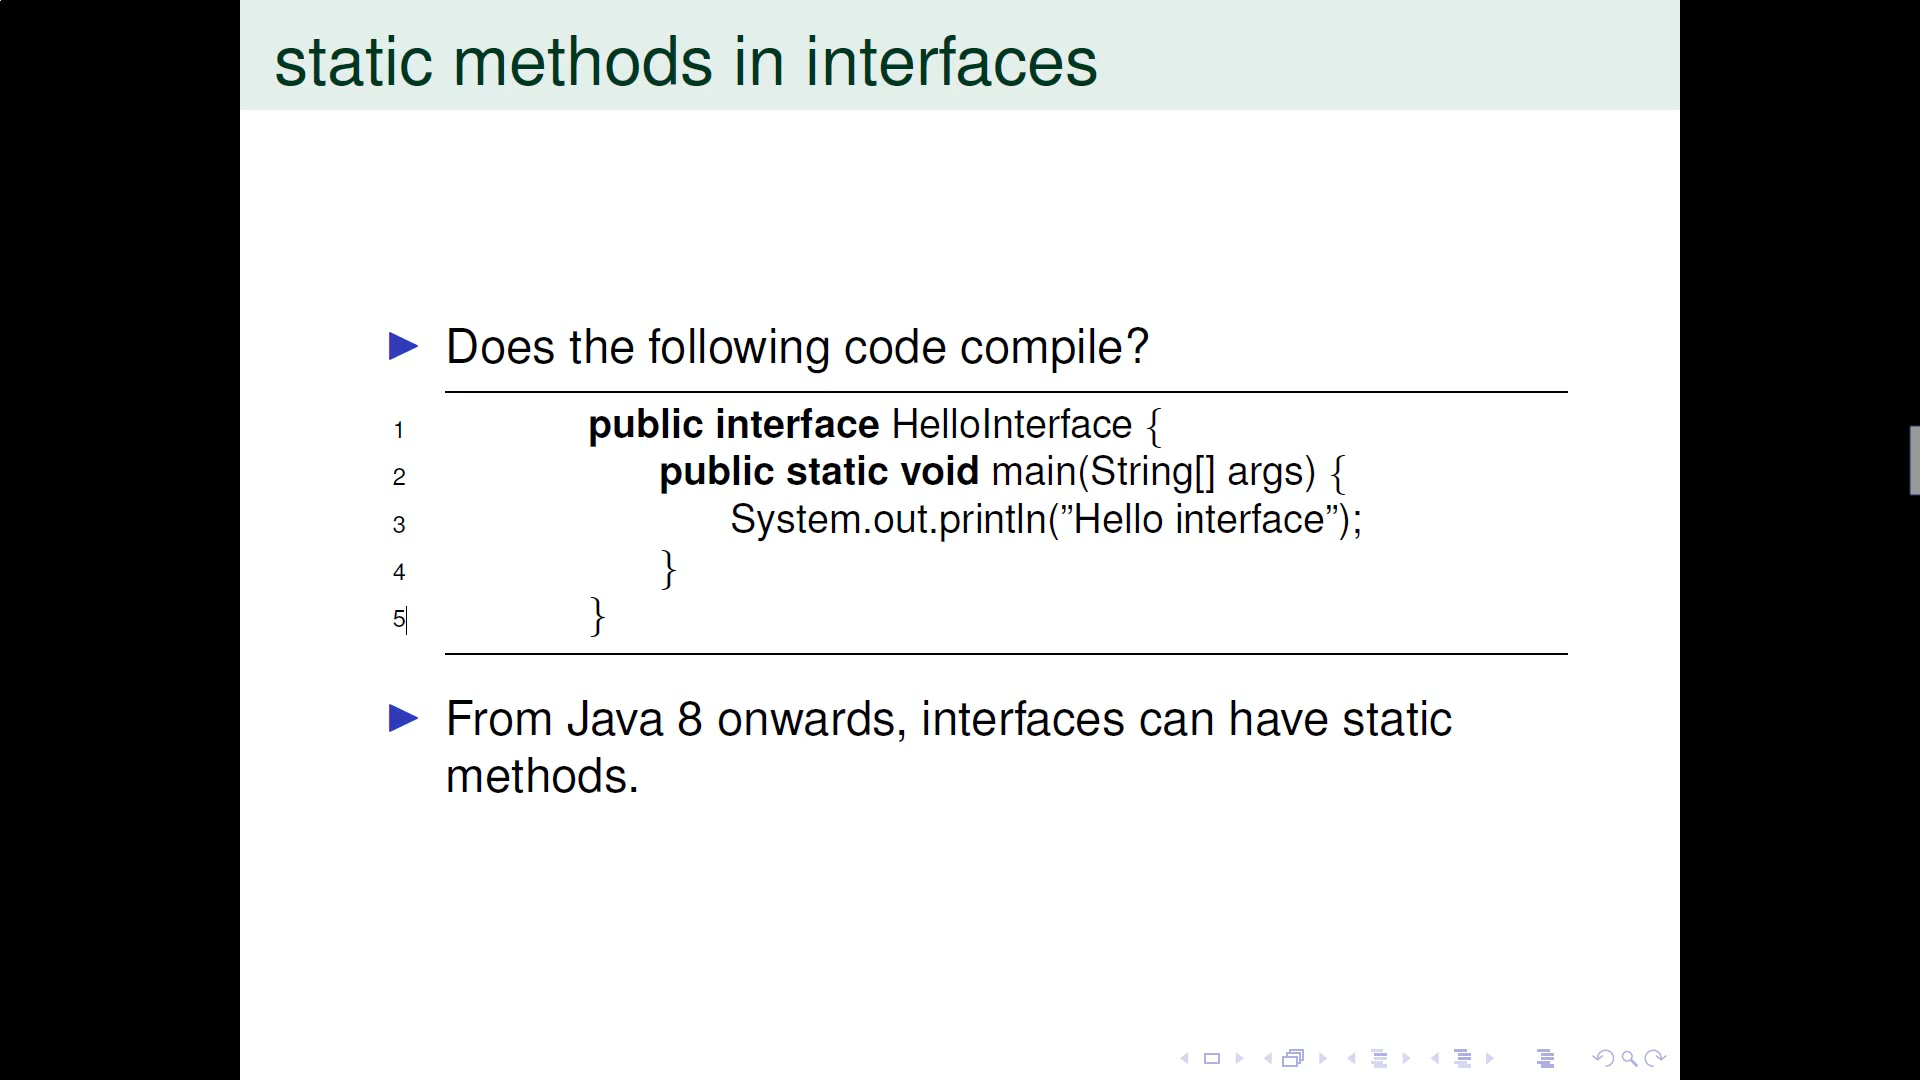 static methods in interfaces
Does the following code compile?
1 public interface HelloInterface {
2 public static void main(String[] args) {
3 System.out.println(”Hello interface”);
4 }
5 }
From Java 8 onwards, interfaces can have static
methods.